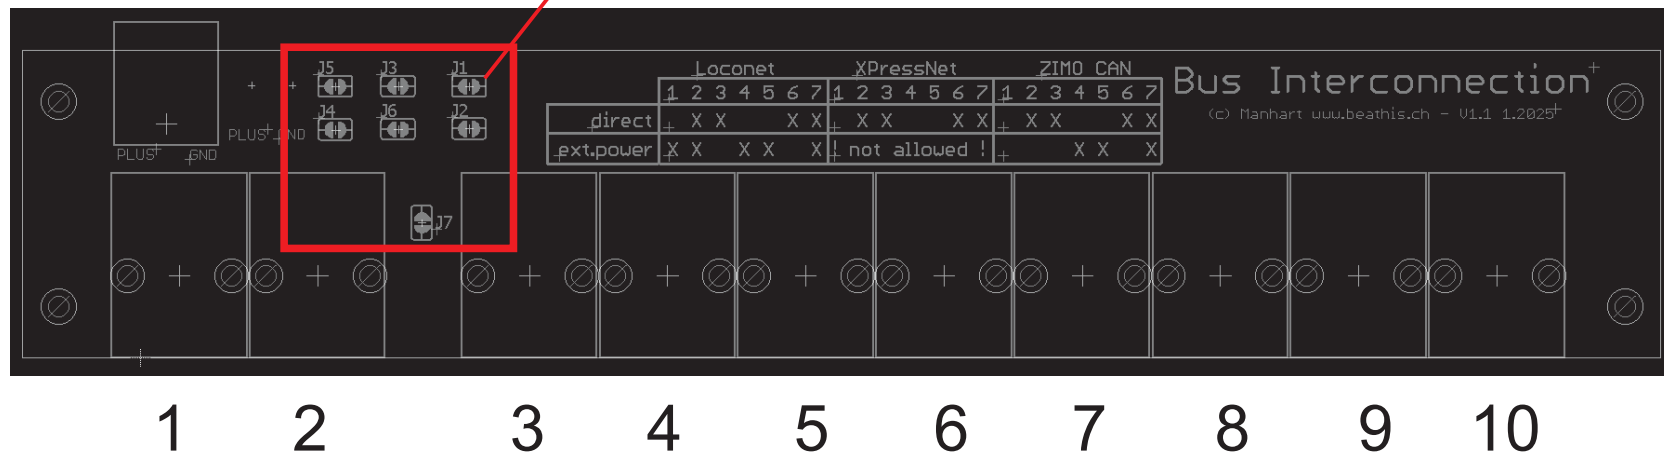 J5 J3 J1
J4 J6 J2
PLUS GND
PLUS GND
J7
Loconet XPressNet ZIMO CAN
1 2 3 4 5 6 7 1 2 3 4 5 6 7 1 2 3 4 5 6 7
direct X X X X X X X X X X X X
ext.power X X X X X ! not allowed ! X X X
Bus Interconnection
(c) Manhart www.beathis.ch - V1.1 1.2025
1 2 3 4 5 6 7 8 9 10